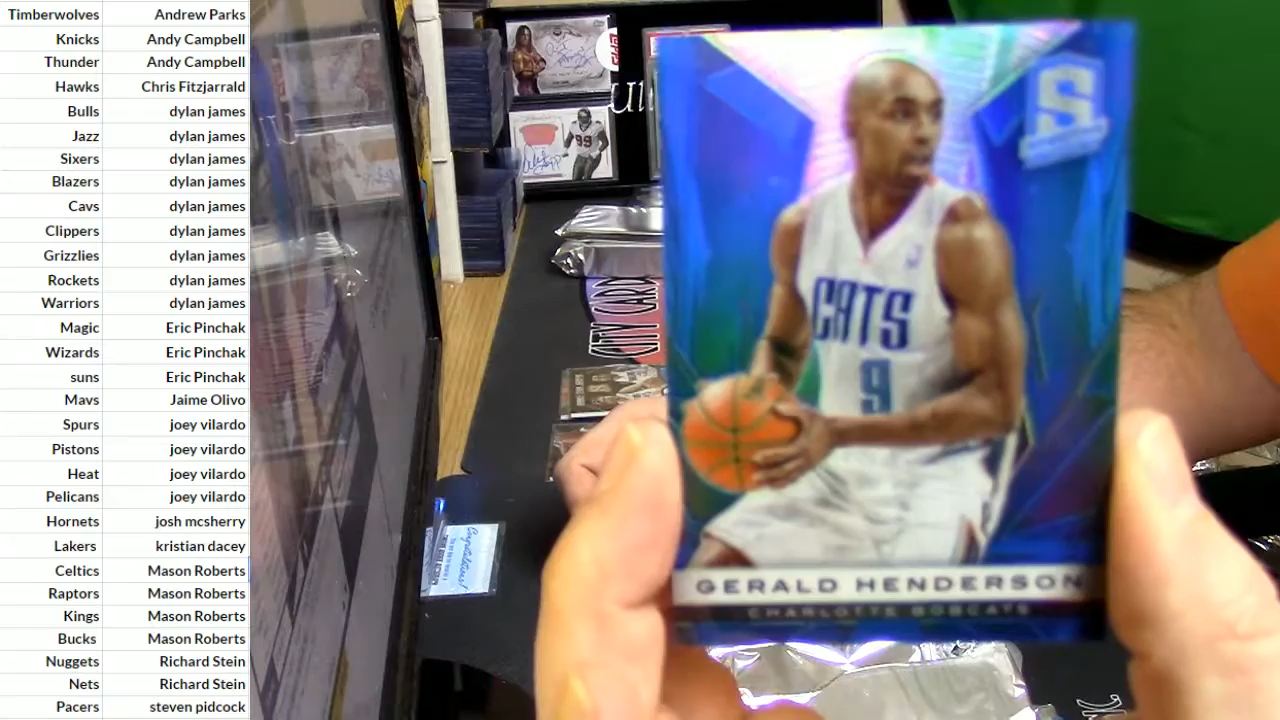 Timberwolves Andrew Parks
Knicks Andy Campbell
Thunder Andy Campbell
Hawks Chris Fitzjarrald
Bulls dylan james
Jazz dylan james
Sixers dylan james
Blazers dylan james
Cavs dylan james
Clippers dylan james
Grizzlies dylan james
Rockets dylan james
Warriors dylan james
Magic Eric Pinchak
Wizards Eric Pinchak
suns Eric Pinchak
Mavs Jaime Olivo
Spurs joey vilardo
Pistons joey vilardo
Heat joey vilardo
Pelicans joey vilardo
Hornets josh mcsherry
Lakers kristian dacey
Celtics Mason Roberts
Raptors Mason Roberts
Kings Mason Roberts
Bucks Mason Roberts
Nuggets Richard Stein
Nets Richard Stein
Pacers steven pidcock
S
CATS
9
GERALD HENDERSON
CHARLOTTE BOBCATS
99
CITY CARD
Congratulations!